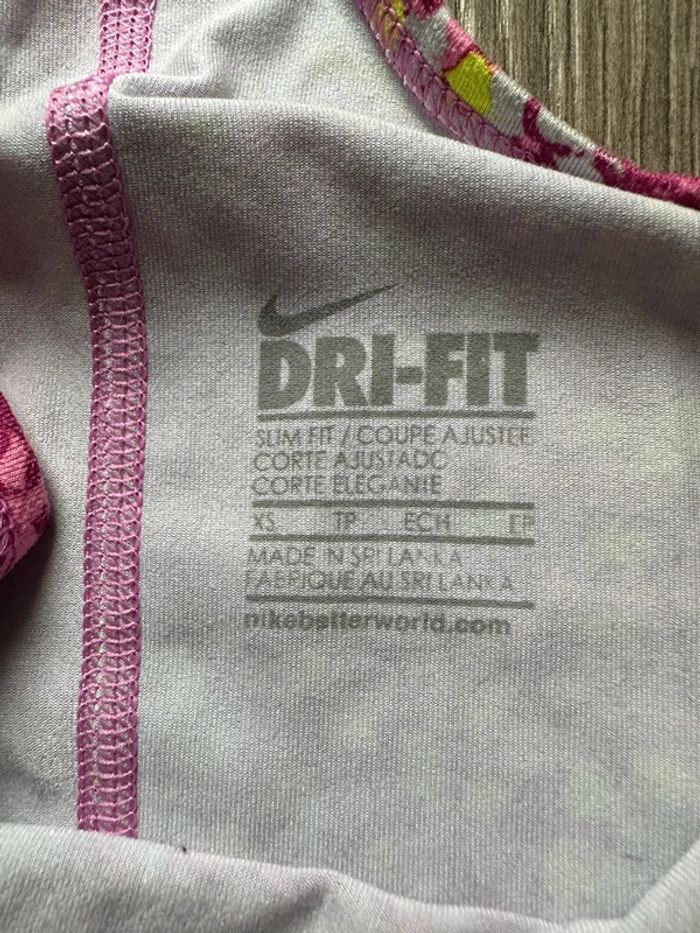 DRI-FIT
SLIM FIT / COUPE AJUSTEE
CORTE AJUSTADO
CORTE ELEGANTE
XS TP ECH EP
MADE IN SRI LANKA
FABRIQUE AU SRI LANKA
nikebetterworld.com